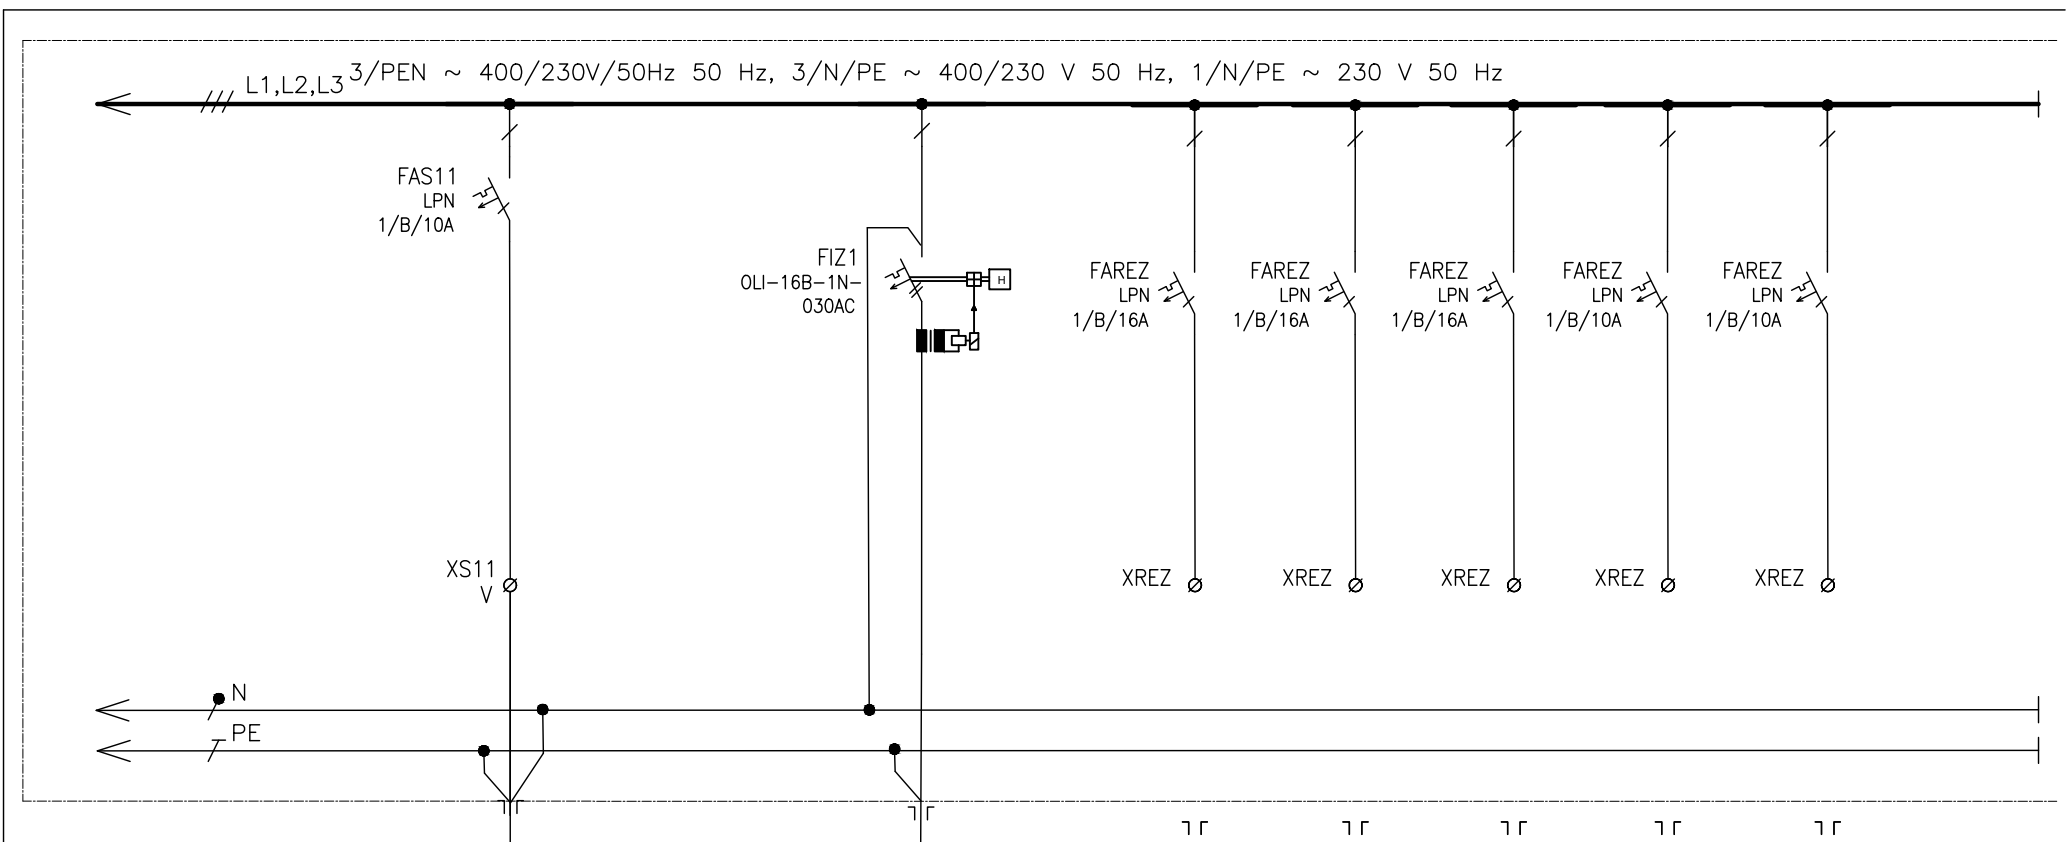 L1,L2,L3 3/PEN ~ 400/230V/50Hz 50 Hz, 3/N/PE ~ 400/230 V 50 Hz, 1/N/PE ~ 230 V 50 Hz
FAS11
LPN
1/B/10A
FIZ1
OLI-16B-1N-
030AC
H
FAREZ
LPN
1/B/16A
FAREZ
LPN
1/B/16A
FAREZ
LPN
1/B/16A
FAREZ
LPN
1/B/10A
FAREZ
LPN
1/B/10A
XS11
V
XREZ
XREZ
XREZ
XREZ
XREZ
N
PE